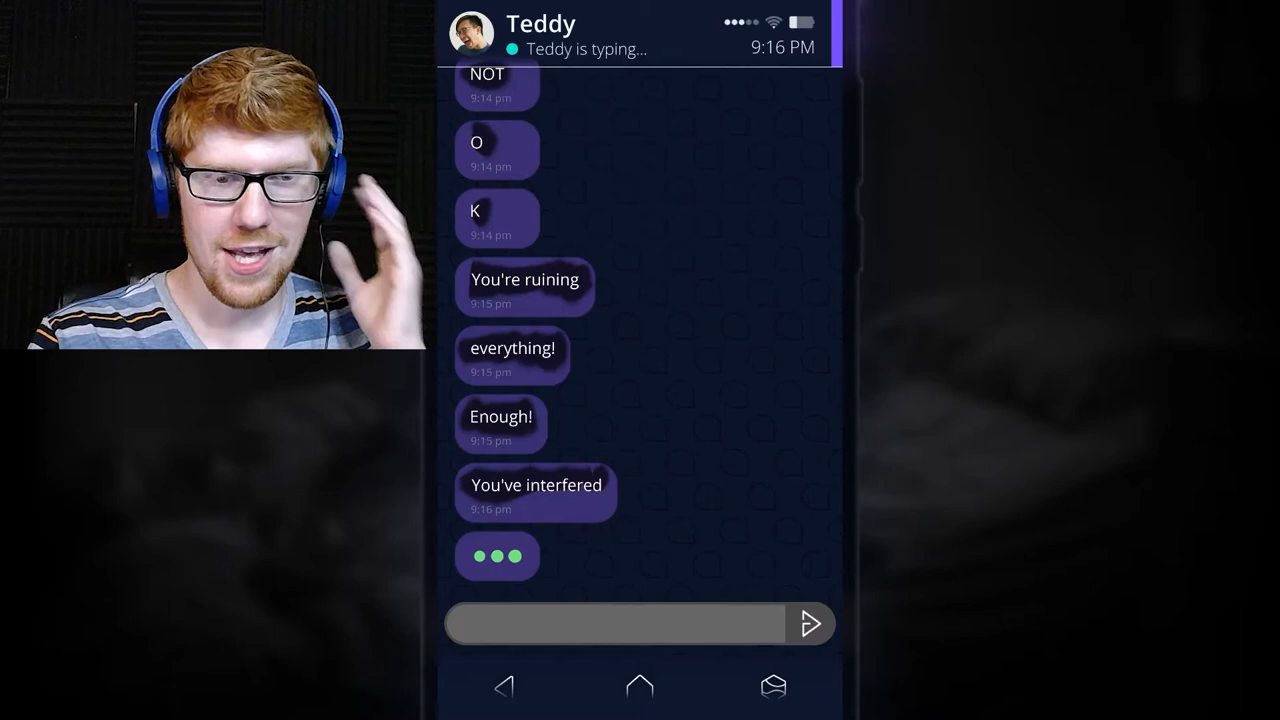 Teddy
Teddy is typing...
9:16 PM
NOT
9:14 pm
O
9:14 pm
K
9:14 pm
You're ruining
9:15 pm
everything!
9:15 pm
Enough!
9:15 pm
You've interfered
9:16 pm